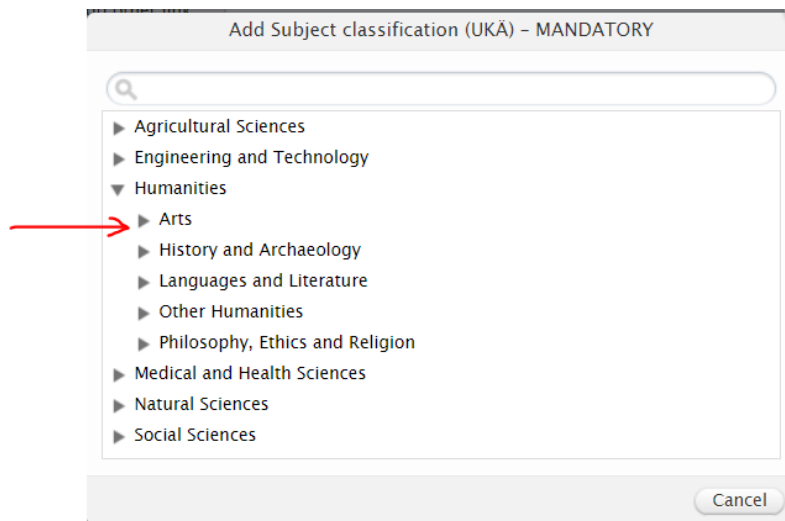 Add Subject classification (UKÄ) – MANDATORY
Agricultural Sciences
Engineering and Technology
Humanities
Arts
History and Archaeology
Languages and Literature
Other Humanities
Philosophy, Ethics and Religion
Medical and Health Sciences
Natural Sciences
Social Sciences
Cancel